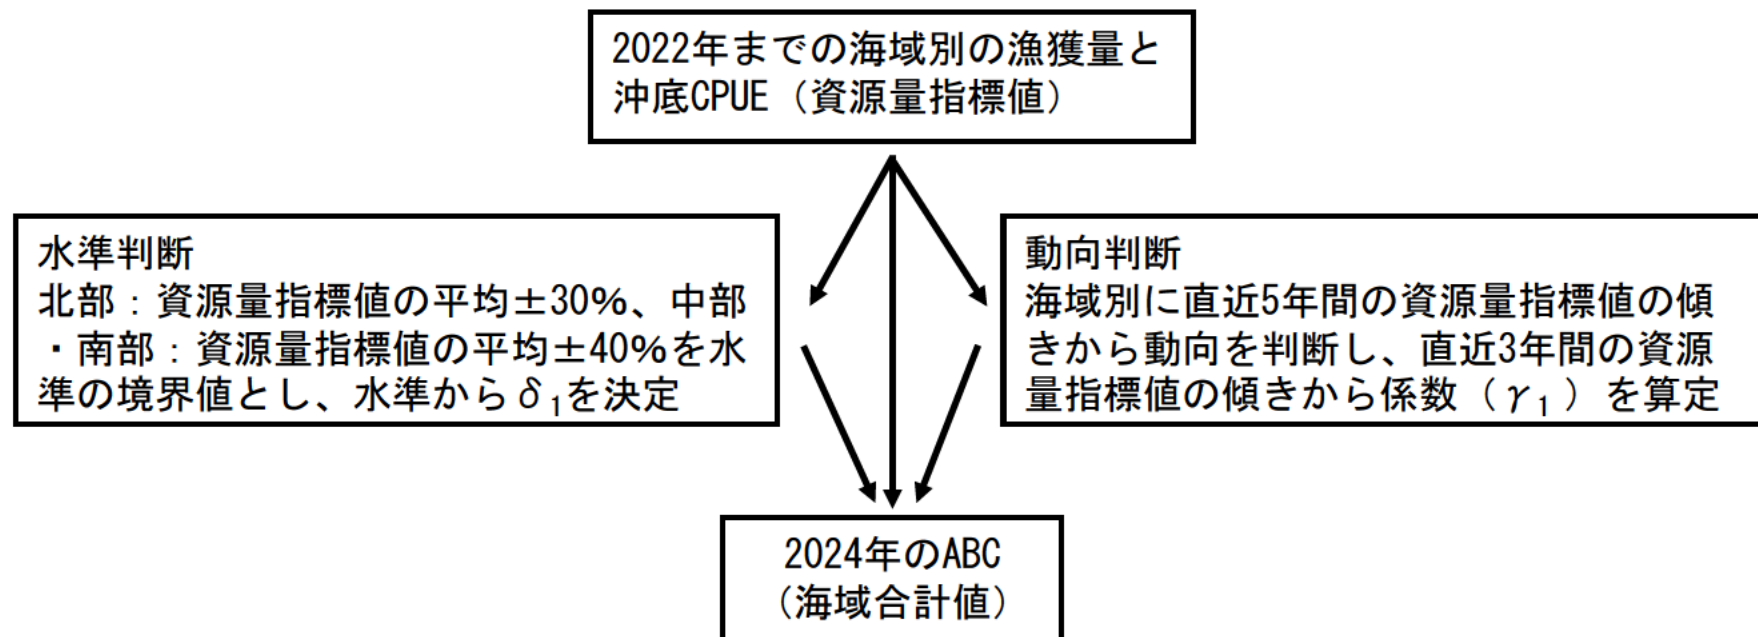 2022年までの海域別の漁獲量と
沖底CPUE（資源量指標値）
水準判断
北部：資源量指標値の平均±30%、中部
・南部：資源量指標値の平均±40%を水
準の境界値とし、水準からδ1を決定
動向判断
海域別に直近5年間の資源量指標値の傾
きから動向を判断し、直近3年間の資源
量指標値の傾きから係数（γ1）を算定
2024年のABC
（海域合計値）